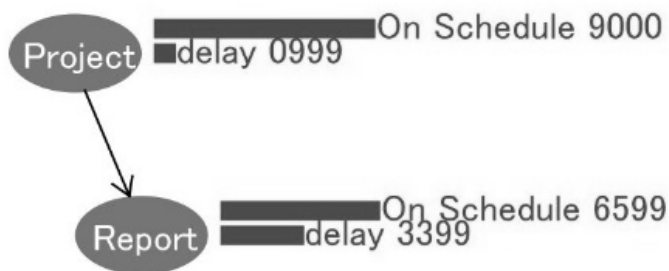 On Schedule 9000
Project
delay 0999
On Schedule 6599
Report
delay 3399